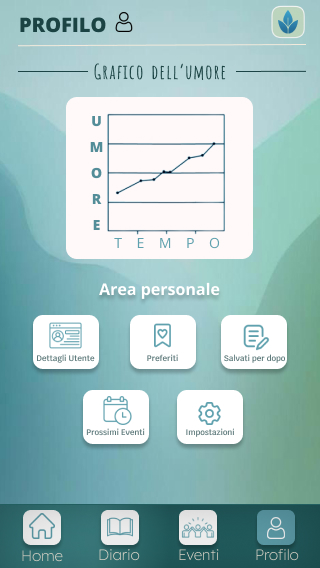 PROFILO
Grafico dell'umore
UMORE
TEMPO
Area personale
Dettagli Utente
Preferiti
Salvati per dopo
Prossimi Eventi
Impostazioni
Home
Diario
Eventi
Profilo